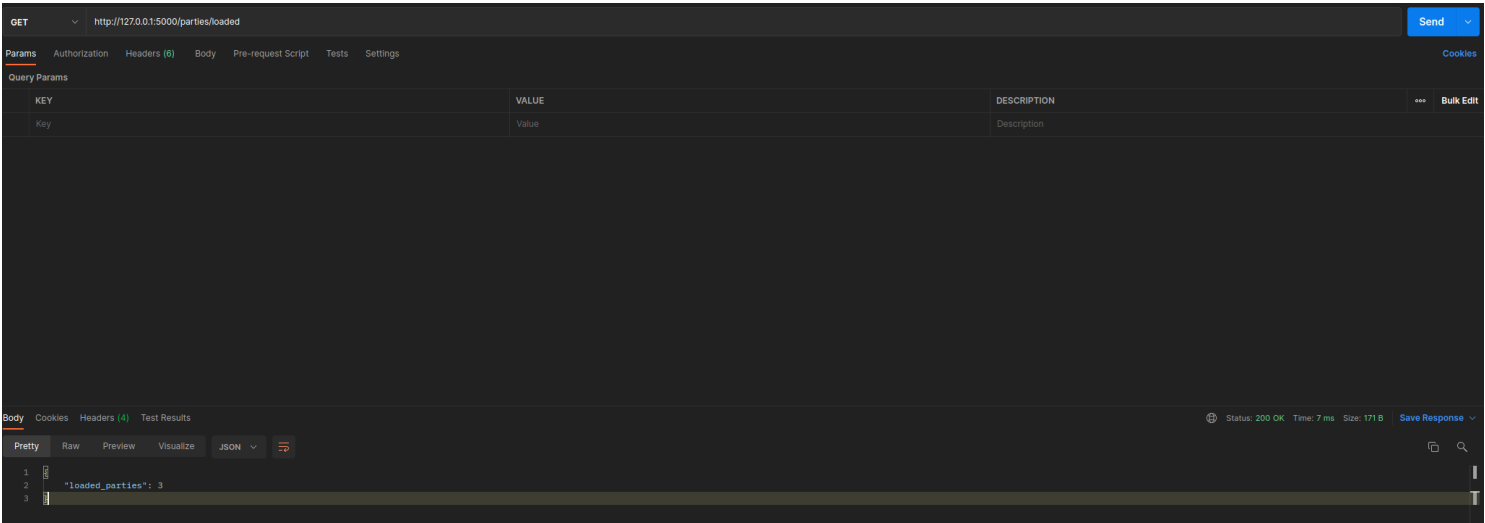 GET http://127.0.0.1:5000/parties/loaded Send
Params Authorization Headers (6) Body Pre-request Script Tests Settings Cookies
Query Params
KEY VALUE DESCRIPTION Bulk Edit
Key Value Description
Body Cookies Headers (4) Test Results Status: 200 OK Time: 7 ms Size: 171 B Save Response
Pretty Raw Preview Visualize JSON
1 {
2 "loaded_parties": 3
3 }